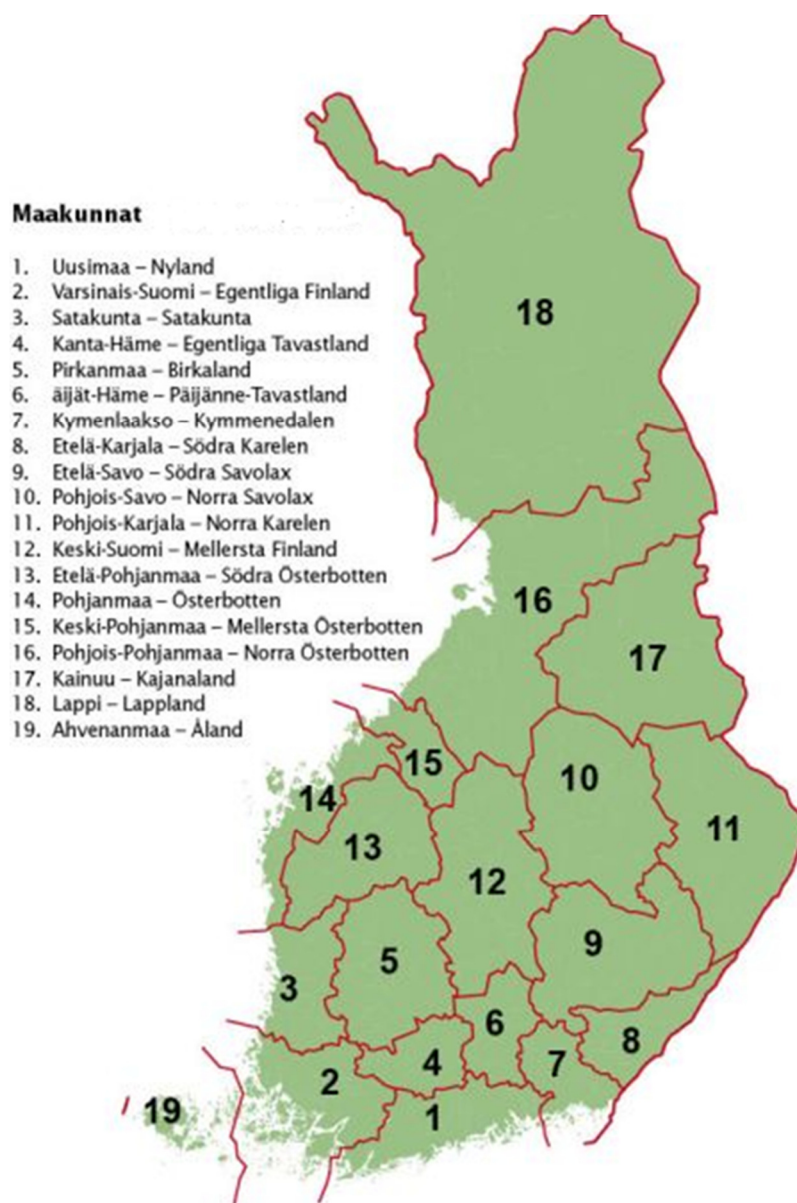 Maakunnat
1. Uusimaa – Nyland
2. Varsinais-Suomi – Egentliga Finland
3. Satakunta – Satakunta
4. Kanta-Häme – Egentliga Tavastland
5. Pirkanmaa – Birkaland
6. äijät-Häme – Päijänne-Tavastland
7. Kymenlaakso – Kymmenedalen
8. Etelä-Karjala – Södra Karelen
9. Etelä-Savo – Södra Savolax
10. Pohjois-Savo – Norra Savolax
11. Pohjois-Karjala – Norra Karelen
12. Keski-Suomi – Mellersta Finland
13. Etelä-Pohjanmaa – Södra Österbotten
14. Pohjanmaa – Österbotten
15. Keski-Pohjanmaa – Mellersta Österbotten
16. Pohjois-Pohjanmaa – Norra Österbotten
17. Kainuu – Kajanaland
18. Lappi – Lappland
19. Ahvenanmaa – Åland
18
16
17
15
10
14
11
13
12
9
5
3
6
8
4
7
2
19
1